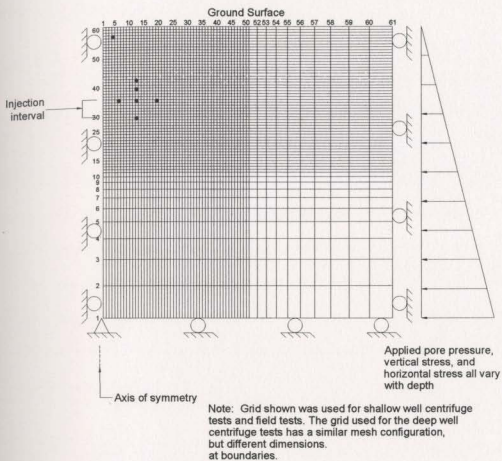 Ground Surface
1 5 10 15 20 25 30 35 40 45 50 52 53 54 55 56 57 58 59 60 61
60
50
40
Injection
interval
30
25
15
10
9
8
7
6
5
4
3
2
1
Applied pore pressure,
vertical stress, and
horizontal stress all vary
with depth
Axis of symmetry
Note: Grid shown was used for shallow well centrifuge
tests and field tests. The grid used for the deep well
centrifuge tests has a similar mesh configuration,
but different dimensions.
at boundaries.